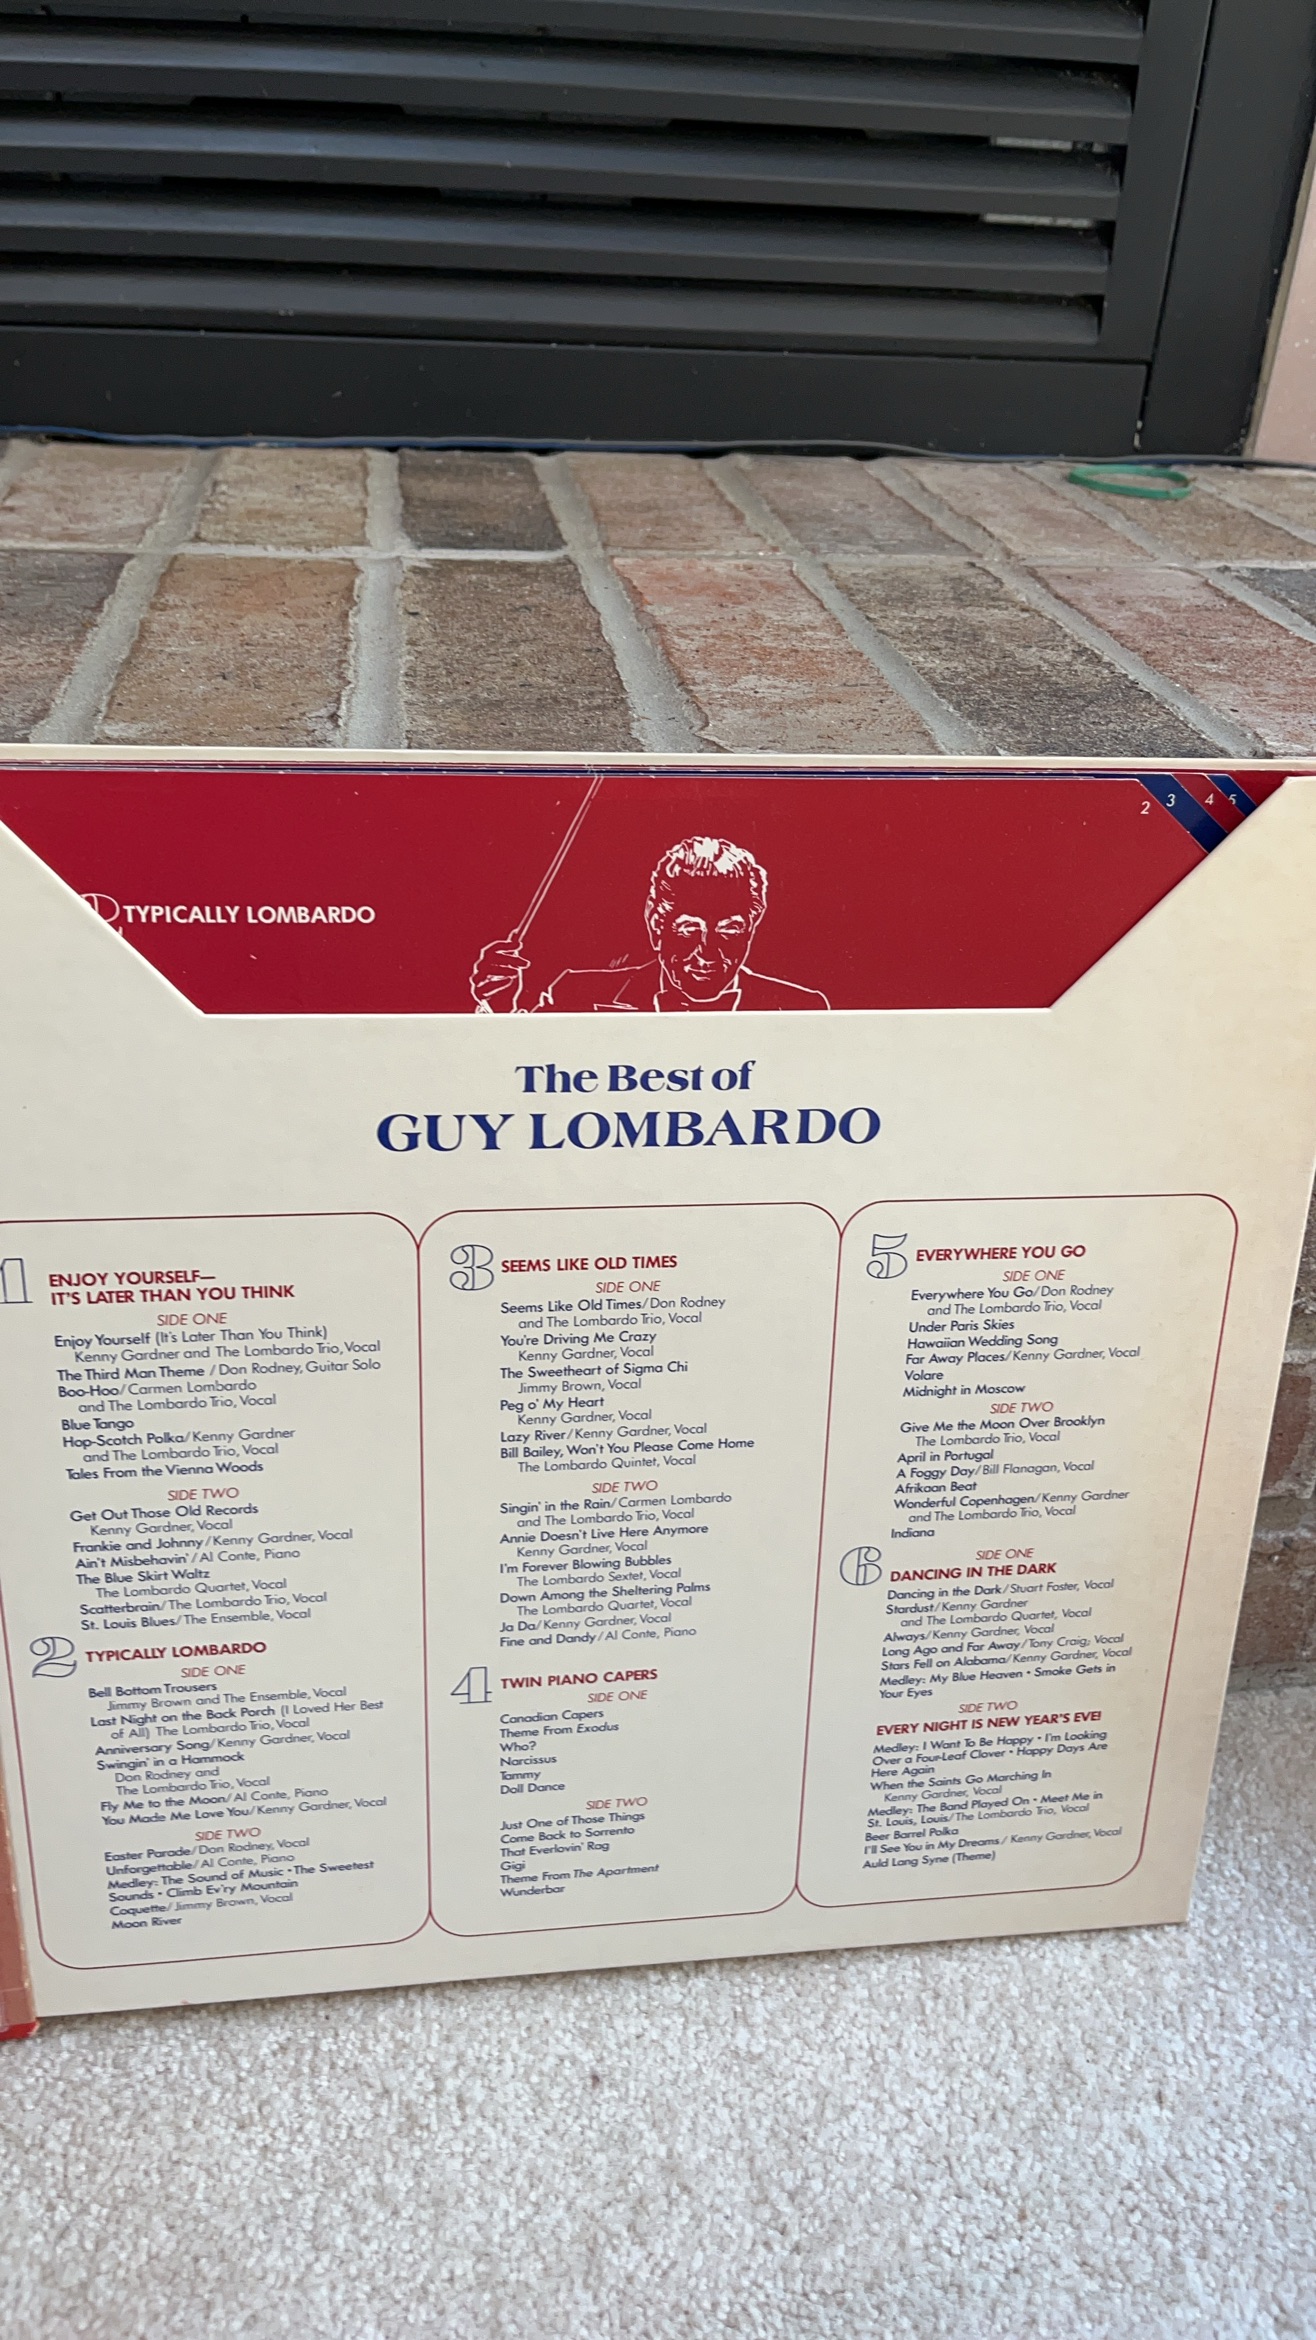 2 3 4 5
2 TYPICALLY LOMBARDO
The Best of
GUY LOMBARDO
1 ENJOY YOURSELF—
IT'S LATER THAN YOU THINK
SIDE ONE
Enjoy Yourself (It's Later Than You Think)
Kenny Gardner and The Lombardo Trio, Vocal
The Third Man Theme / Don Rodney, Guitar Solo
Boo-Hoo/Carmen Lombardo
and The Lombardo Trio, Vocal
Blue Tango
Hop-Scotch Polka/Kenny Gardner
and The Lombardo Trio, Vocal
Tales From the Vienna Woods
SIDE TWO
Get Out Those Old Records
Kenny Gardner, Vocal
Frankie and Johnny/Kenny Gardner, Vocal
Ain't Misbehavin'/Al Conte, Piano
The Blue Skirt Waltz
The Lombardo Quartet, Vocal
Scatterbrain/The Lombardo Trio, Vocal
St. Louis Blues/The Ensemble, Vocal
2 TYPICALLY LOMBARDO
SIDE ONE
Bell Bottom Trousers
Jimmy Brown and The Ensemble, Vocal
Last Night on the Back Porch (I Loved Her Best
of All) The Lombardo Trio, Vocal
Anniversary Song/Kenny Gardner, Vocal
Swingin' in a Hammock
Don Rodney and
The Lombardo Trio, Vocal
Fly Me to the Moon/Al Conte, Piano
You Made Me Love You/Kenny Gardner, Vocal
SIDE TWO
Easter Parade/Don Rodney, Vocal
Unforgettable/Al Conte, Piano
Medley: The Sound of Music • The Sweetest
Sounds • Climb Ev'ry Mountain
Coquette/Jimmy Brown, Vocal
Moon River
3 SEEMS LIKE OLD TIMES
SIDE ONE
Seems Like Old Times/Don Rodney
and The Lombardo Trio, Vocal
You're Driving Me Crazy
Kenny Gardner, Vocal
The Sweetheart of Sigma Chi
Jimmy Brown, Vocal
Peg o' My Heart
Kenny Gardner, Vocal
Lazy River/Kenny Gardner, Vocal
Bill Bailey, Won't You Please Come Home
The Lombardo Quintet, Vocal
SIDE TWO
Singin' in the Rain/Carmen Lombardo
and The Lombardo Trio, Vocal
Annie Doesn't Live Here Anymore
Kenny Gardner, Vocal
I'm Forever Blowing Bubbles
The Lombardo Sextet, Vocal
Down Among the Sheltering Palms
The Lombardo Quartet, Vocal
Ja Da/Kenny Gardner, Vocal
Fine and Dandy/Al Conte, Piano
4 TWIN PIANO CAPERS
SIDE ONE
Canadian Capers
Theme From Exodus
Who?
Narcissus
Tammy
Doll Dance
SIDE TWO
Just One of Those Things
Come Back to Sorrento
That Everlovin' Rag
Gigi
Theme From The Apartment
Wunderbar
5 EVERYWHERE YOU GO
SIDE ONE
Everywhere You Go/Don Rodney
and The Lombardo Trio, Vocal
Under Paris Skies
Hawaiian Wedding Song
Far Away Places/Kenny Gardner, Vocal
Volare
Midnight in Moscow
SIDE TWO
Give Me the Moon Over Brooklyn
The Lombardo Trio, Vocal
April in Portugal
A Foggy Day/Bill Flanagan, Vocal
Afrikaan Beat
Wonderful Copenhagen/Kenny Gardner
and The Lombardo Trio, Vocal
Indiana
6 SIDE ONE
DANCING IN THE DARK
Dancing in the Dark/Stuart Foster, Vocal
Stardust/Kenny Gardner
and The Lombardo Quartet, Vocal
Always/Kenny Gardner, Vocal
Long Ago and Far Away/Tony Craig, Vocal
Stars Fell on Alabama/Kenny Gardner, Vocal
Medley: My Blue Heaven • Smoke Gets in
Your Eyes
SIDE TWO
EVERY NIGHT IS NEW YEAR'S EVE!
Medley: I Want To Be Happy • I'm Looking
Over a Four-Leaf Clover • Happy Days Are
Here Again
When the Saints Go Marching In
Kenny Gardner, Vocal
Medley: The Band Played On • Meet Me in
St. Louis, Louis/The Lombardo Trio, Vocal
Beer Barrel Polka
I'll See You in My Dreams/Kenny Gardner, Vocal
Auld Lang Syne (Theme)